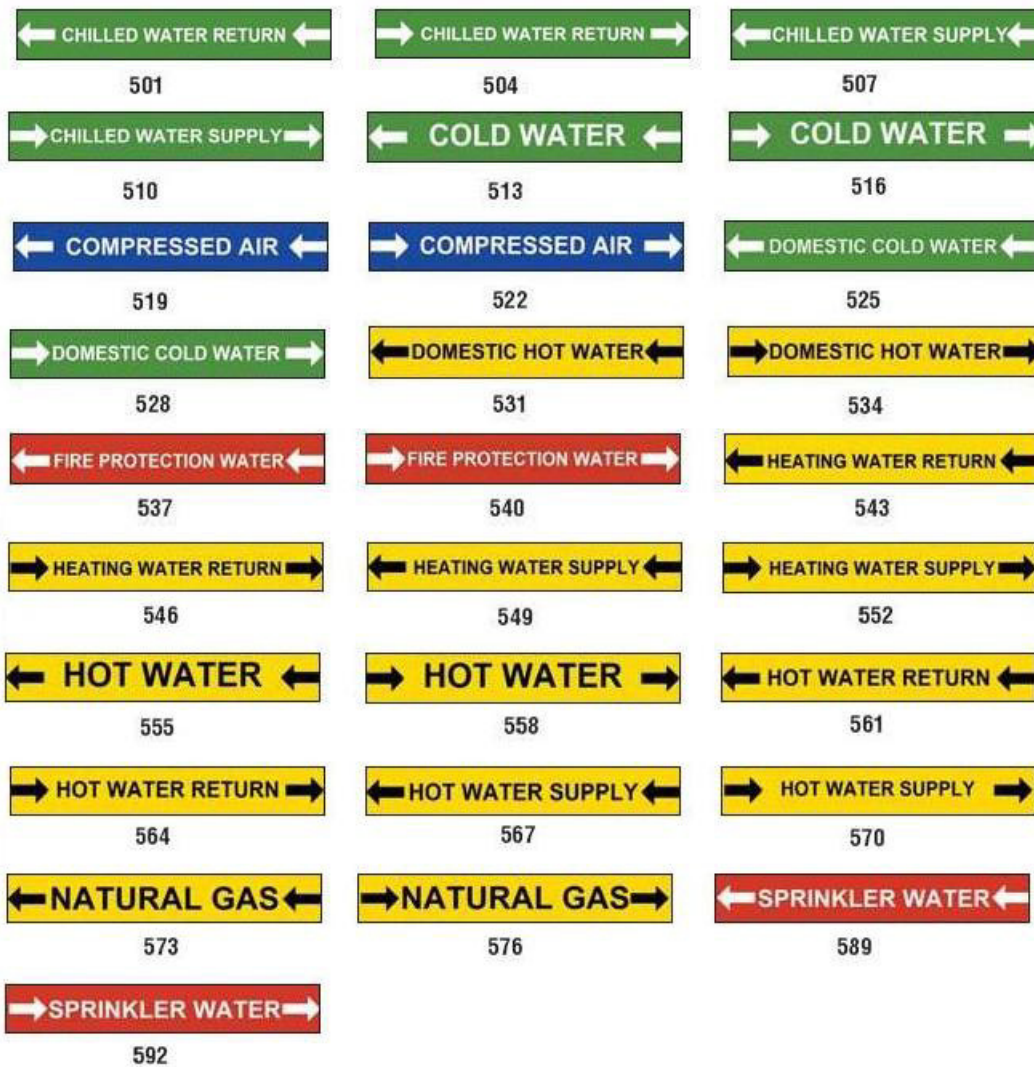 CHILLED WATER RETURN
CHILLED WATER RETURN
CHILLED WATER SUPPLY
501
504
507
CHILLED WATER SUPPLY
COLD WATER
COLD WATER
510
513
516
COMPRESSED AIR
COMPRESSED AIR
DOMESTIC COLD WATER
519
522
525
DOMESTIC COLD WATER
DOMESTIC HOT WATER
DOMESTIC HOT WATER
528
531
534
FIRE PROTECTION WATER
FIRE PROTECTION WATER
HEATING WATER RETURN
537
540
543
HEATING WATER RETURN
HEATING WATER SUPPLY
HEATING WATER SUPPLY
546
549
552
HOT WATER
HOT WATER
HOT WATER RETURN
555
558
561
HOT WATER RETURN
HOT WATER SUPPLY
HOT WATER SUPPLY
564
567
570
NATURAL GAS
NATURAL GAS
SPRINKLER WATER
573
576
589
SPRINKLER WATER
592